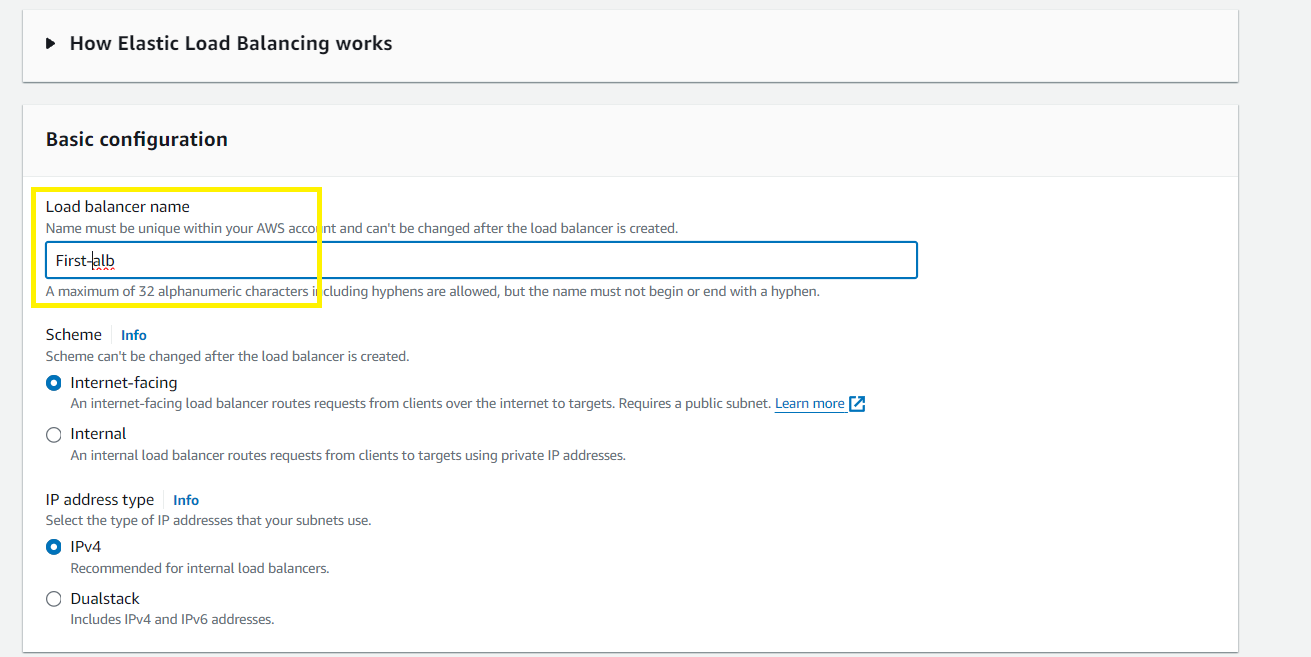 How Elastic Load Balancing works
Basic configuration
Load balancer name
Name must be unique within your AWS account and can't be changed after the load balancer is created.
First-alb
A maximum of 32 alphanumeric characters including hyphens are allowed, but the name must not begin or end with a hyphen.
Scheme Info
Scheme can't be changed after the load balancer is created.
Internet-facing
An internet-facing load balancer routes requests from clients over the internet to targets. Requires a public subnet. Learn more
Internal
An internal load balancer routes requests from clients to targets using private IP addresses.
IP address type Info
Select the type of IP addresses that your subnets use.
IPv4
Recommended for internal load balancers.
Dualstack
Includes IPv4 and IPv6 addresses.